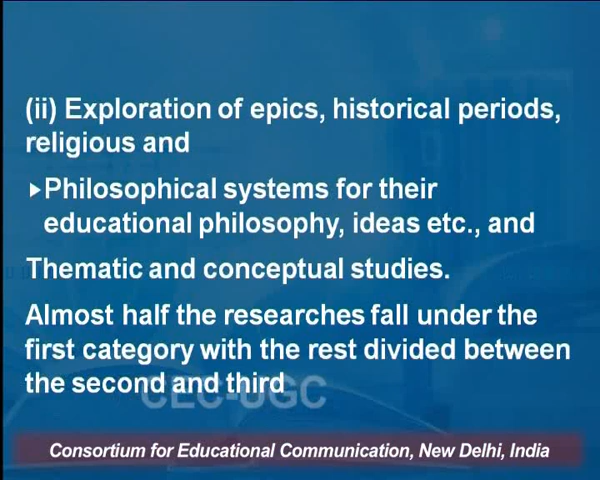 (ii) Exploration of epics, historical periods,
religious and
▸Philosophical systems for their
educational philosophy, ideas etc., and
Thematic and conceptual studies.
Almost half the researches fall under the
first category with the rest divided between
the second and third
CEC-UGC
Consortium for Educational Communication, New Delhi, India